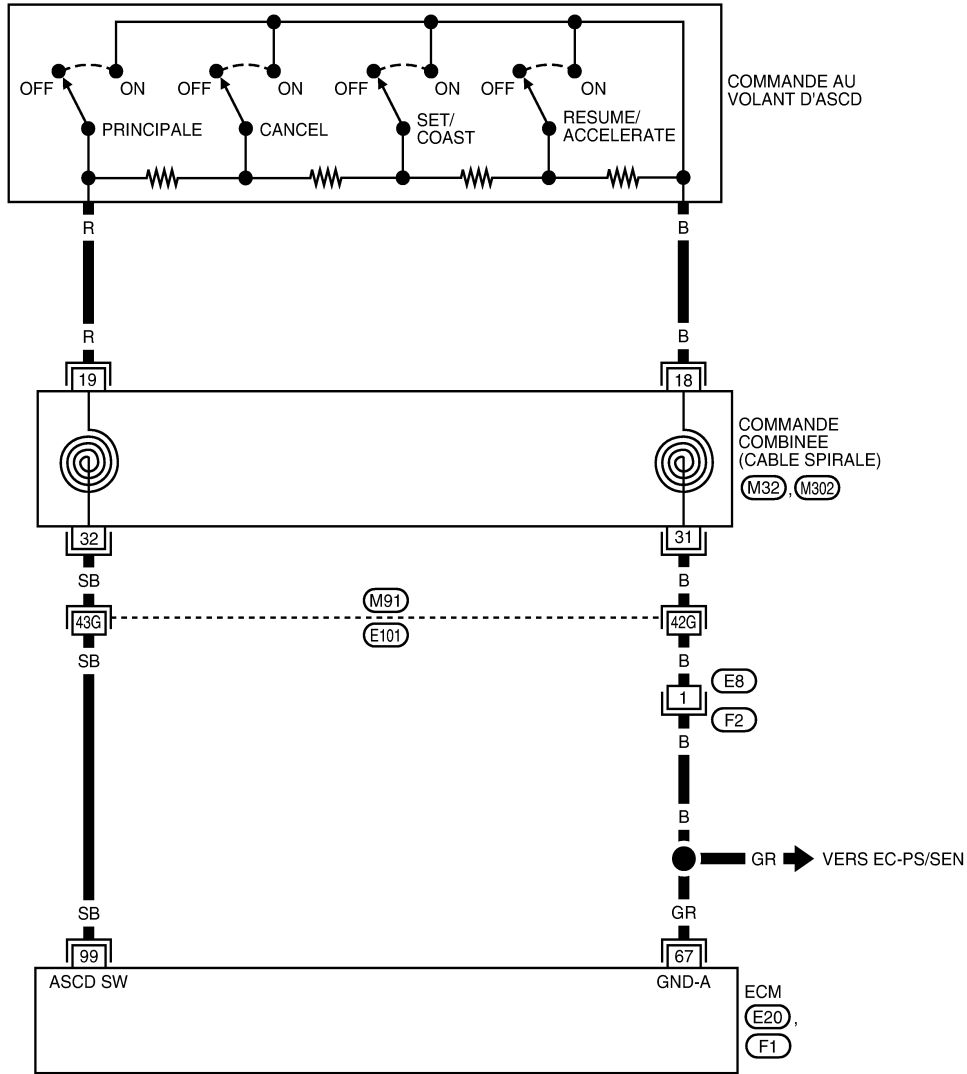 OFF ON OFF ON OFF ON OFF ON
COMMANDE AU
VOLANT D'ASCD
PRINCIPALE
CANCEL
SET/
COAST
RESUME/
ACCELERATE
R B
R B
19 18
COMMANDE
COMBINEE
(CABLE SPIRALE)
M32 , M302
32 31
SB B
M91
43G 42G
E101
SB B
E8
1
F2
B
B
GR VERS EC-PS/SEN
SB GR
99 67
ASCD SW GND-A
ECM
E20 ,
F1